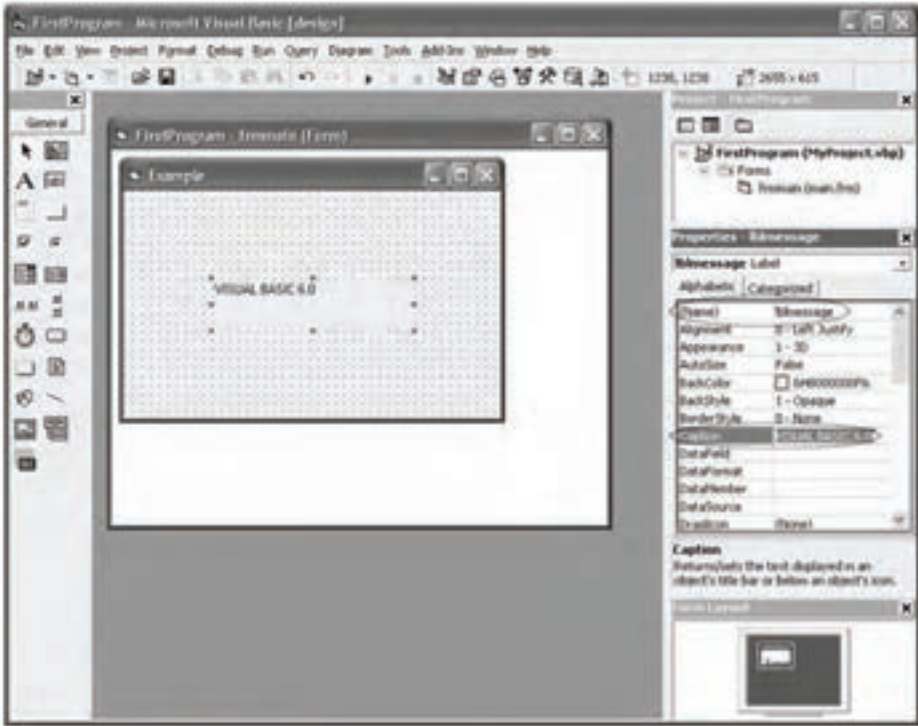 FirstProgram - Microsoft Visual Basic [design]
File Edit View Project Format Debug Run Query Diagram Tools Add-Ins Window Help
1230, 1230 2655 x 615
General
FirstProgram - frmmain (Form)
Example
VISUAL BASIC 6.0
Project - FirstProgram
FirstProgram (MyProject.vbp)
Forms
frmmain (main.frm)
Properties - lblmessage
lblmessage Label
Alphabetic Categorized
(Name) lblmessage
Alignment 0 - Left Justify
Appearance 1 - 3D
AutoSize False
BackColor
BackStyle 1 - Opaque
BorderStyle 0 - None
Caption VISUAL BASIC 6.0
DataField
DataFormat
DataMember
DataSource
DragIcon (None)
Caption
Returns/sets the text displayed in an
object's title bar or below an object's icon.
Form Layout